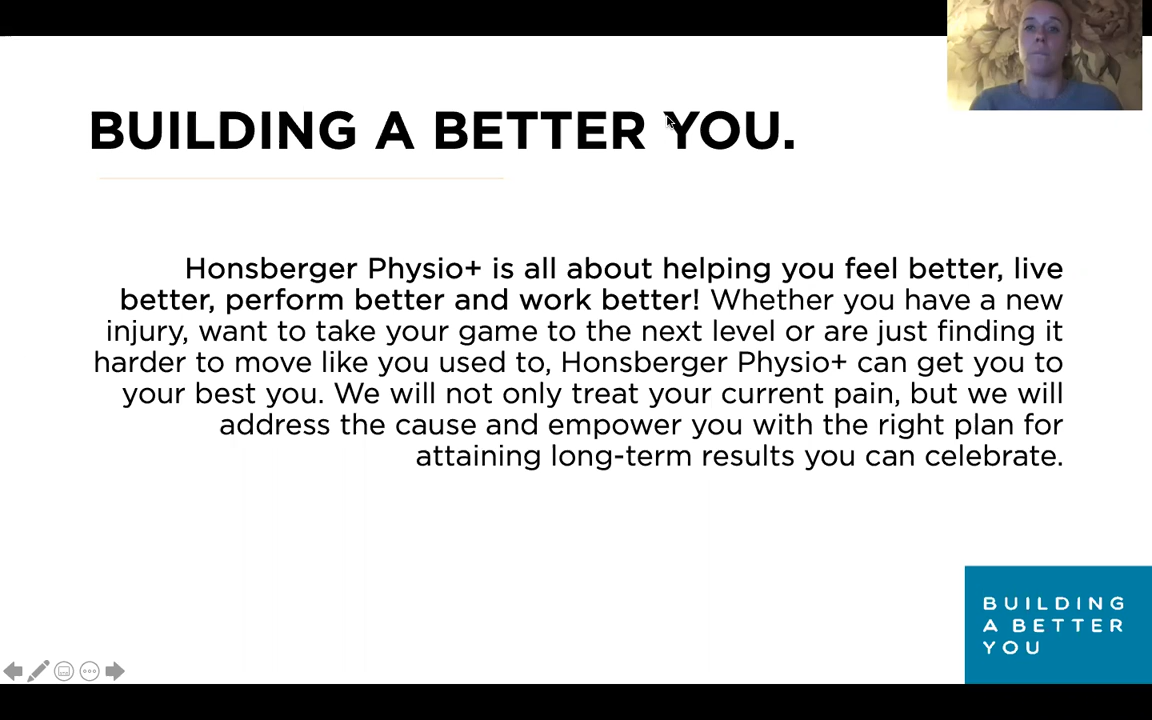 BUILDING A BETTER YOU.
Honsberger Physio+ is all about helping you feel better, live
better, perform better and work better! Whether you have a new
injury, want to take your game to the next level or are just finding it
harder to move like you used to, Honsberger Physio+ can get you to
your best you. We will not only treat your current pain, but we will
address the cause and empower you with the right plan for
attaining long-term results you can celebrate.
BUILDING
A BETTER
YOU